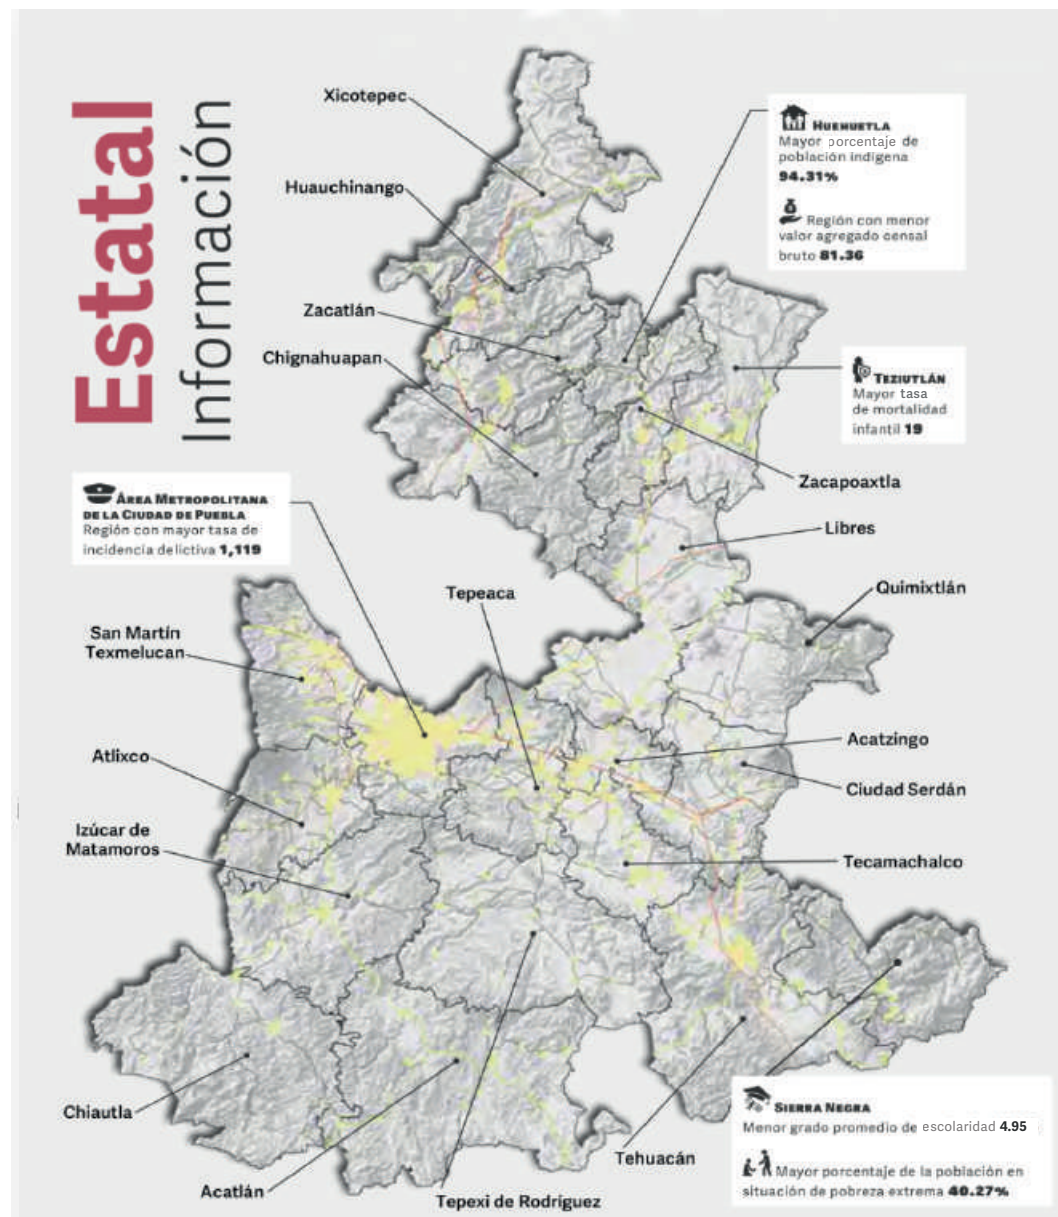 Estatal
Información
Xicotepec
Huauchinango
Zacatlán
Chignahuapan
HUEHUETLA
Mayor porcentaje de
población indígena
94.31%
Región con menor
valor agregado censal
bruto 81.36
TEZIUTLÁN
Mayor tasa
de mortalidad
infantil 19
Zacapoaxtla
Libres
Quimixtlán
ÁREA METROPOLITANA
DE LA CIUDAD DE PUEBLA
Región con mayor tasa de
incidencia delictiva 1,119
Tepeaca
San Martín
Texmelucan
Atlixco
Izúcar de
Matamoros
Acatzingo
Ciudad Serdán
Tecamachalco
Chiautla
Acatlán
Tepexi de Rodríguez
Tehuacán
SIERRA NEGRA
Menor grado promedio de escolaridad 4.95
Mayor porcentaje de la población en
situación de pobreza extrema 40.27%